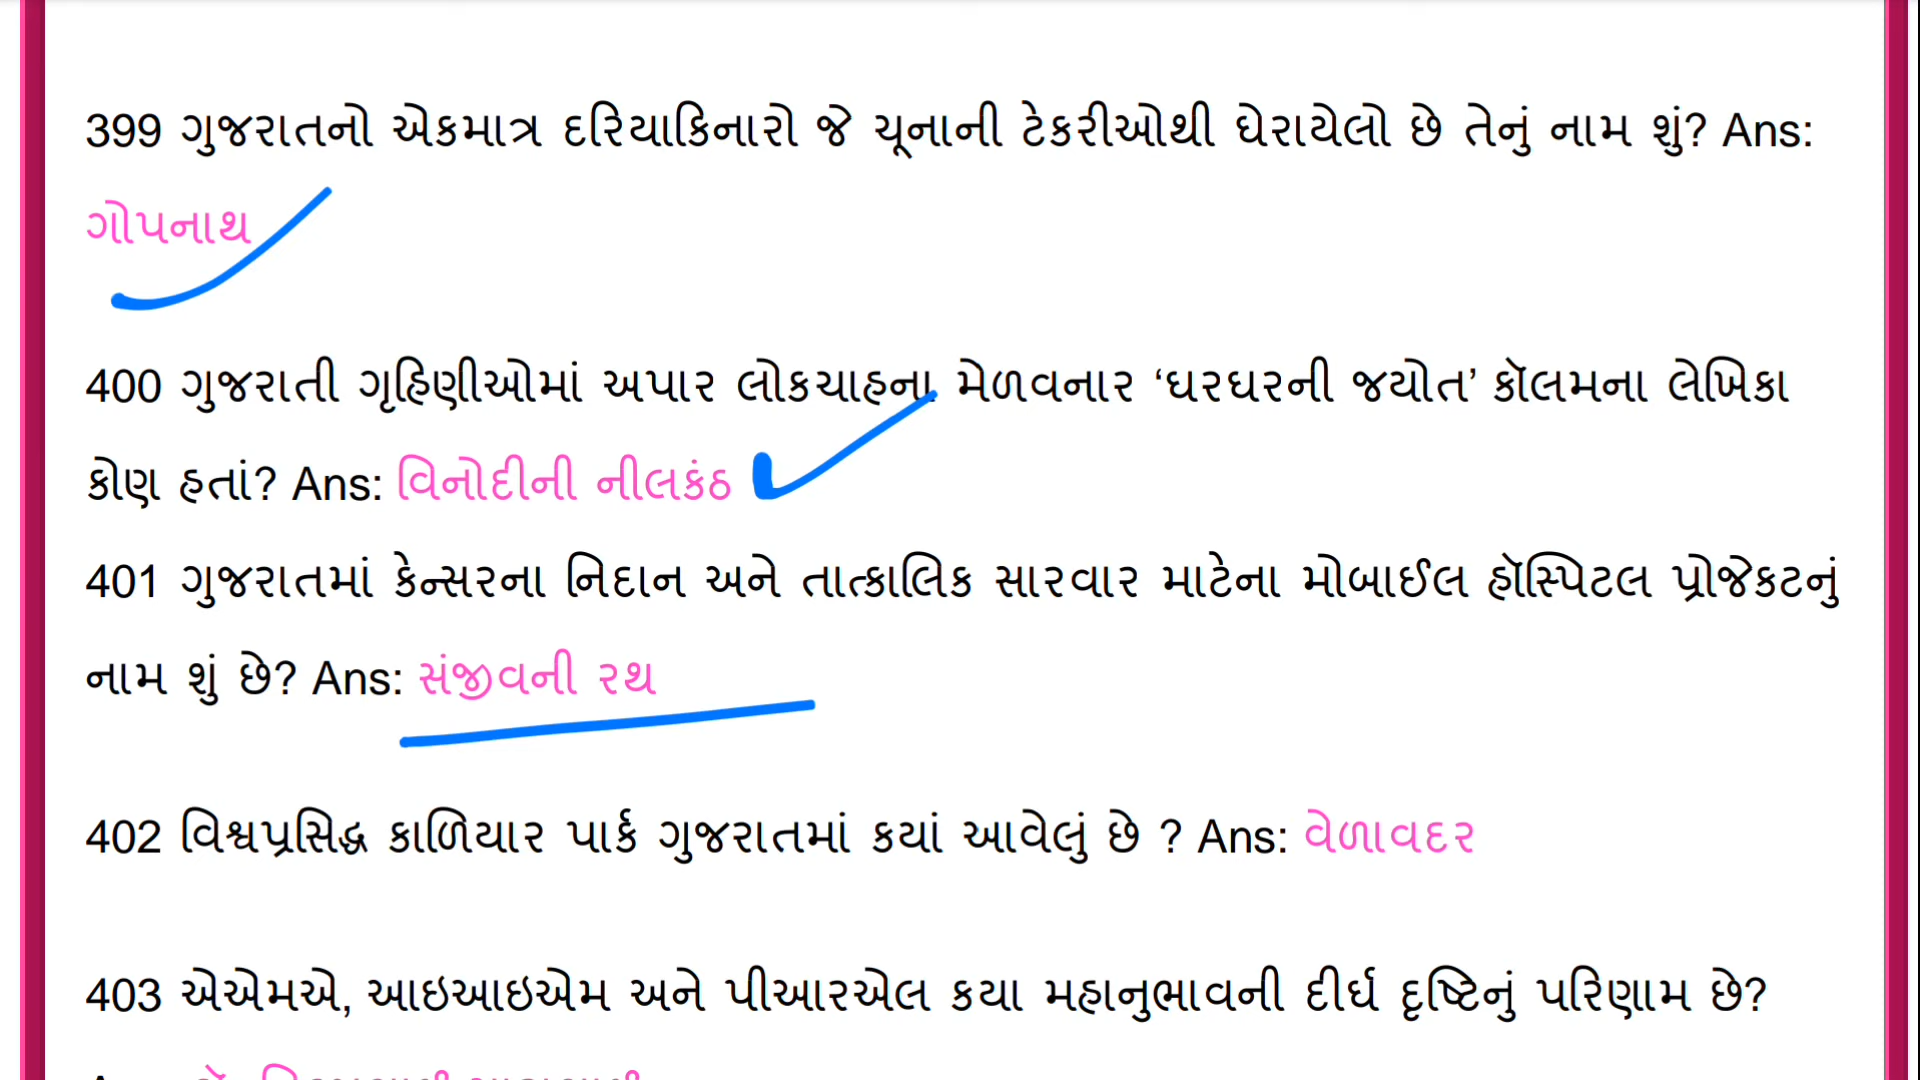 399 ગુજરાતનો એકમાત્ર દરિયાકિનારો જે ચૂનાની ટેકરીઓથી ઘેરાયેલો છે તેનું નામ શું? Ans:
ગોપનાથ
400 ગુજરાતી ગૃહિણીઓમાં અપાર લોકચાહના મેળવનાર ‘ઘરઘરની જયોત’ કૉલમના લેખિકા
કોણ હતાં? Ans: વિનોદીની નીલકંઠ
401 ગુજરાતમાં કેન્સરના નિદાન અને તાત્કાલિક સારવાર માટેના મોબાઈલ હૉસ્પિટલ પ્રોજેકટનું
નામ શું છે? Ans: સંજીવની રથ
402 વિશ્વપ્રસિદ્ધ કાળિયાર પાર્ક ગુજરાતમાં કયાં આવેલું છે ? Ans: વેળાવદર
403 એએમએ, આઇઆઇએમ અને પીઆરએલ કયા મહાનુભાવની દીર્ઘ દૃષ્ટિનું પરિણામ છે?